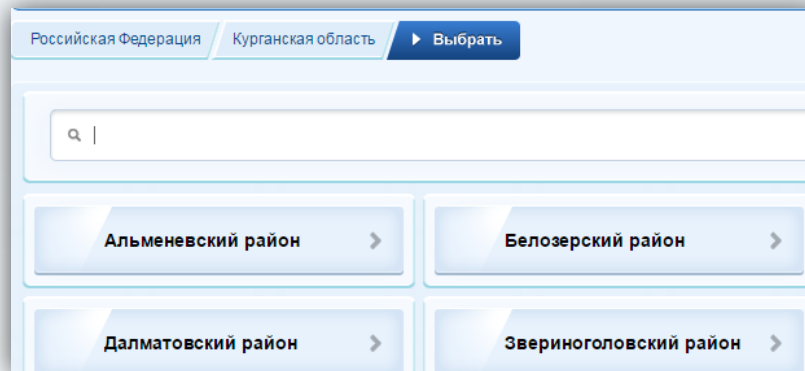 Российская Федерация Курганская область Выбрать
Альменевский район Белозерский район
Далматовский район Звериноголовский район